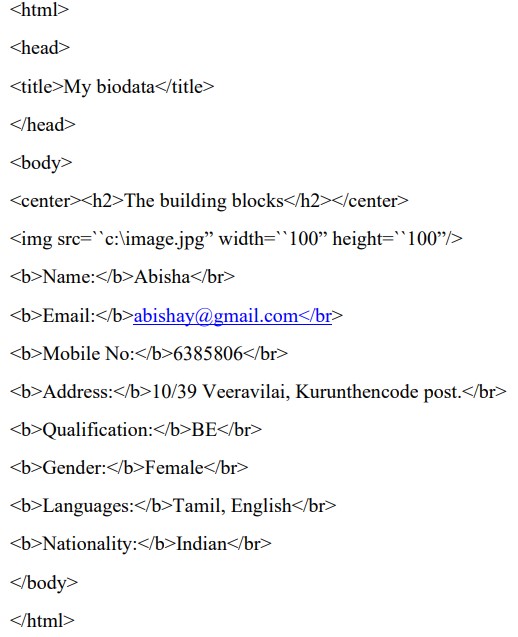 <html>
<head>
<title>My biodata</title>
</head>
<body>
<center><h2>The building blocks</h2></center>
<img src=``c:\image.jpg” width=``100” height=``100”/>
<b>Name:</b>Abisha</br>
<b>Email:</b>abishay@gmail.com</br>
<b>Mobile No:</b>6385806</br>
<b>Address:</b>10/39 Veeravilai, Kurunthencode post.</br>
<b>Qualification:</b>BE</br>
<b>Gender:</b>Female</br>
<b>Languages:</b>Tamil, English</br>
<b>Nationality:</b>Indian</br>
</body>
</html>